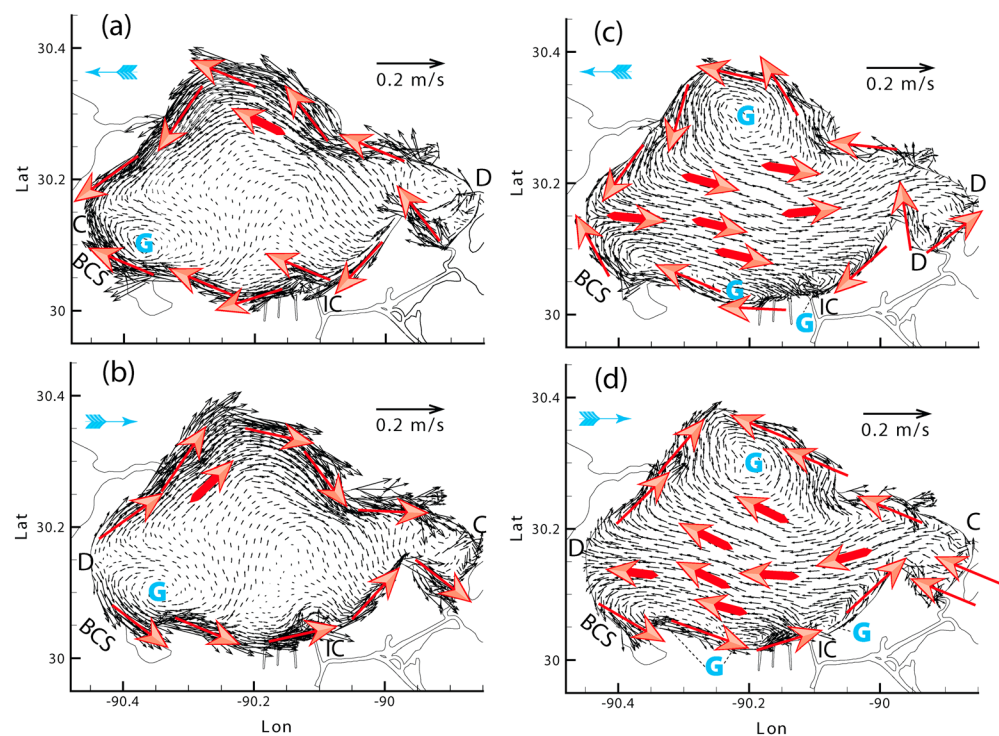 (a)
30.4
0.2 m/s
Lat
30.2
D
C
G
BCS
IC
30
(c)
30.4
0.2 m/s
G
Lat
30.2
D
C
D
BCS
G
IC
G
30
(b)
30.4
0.2 m/s
Lat
30.2
C
D
G
BCS
IC
30
-90.4
-90.2
-90
Lon
(d)
30.4
0.2 m/s
G
Lat
30.2
C
D
BCS
G
IC
G
30
-90.4
-90.2
-90
Lon